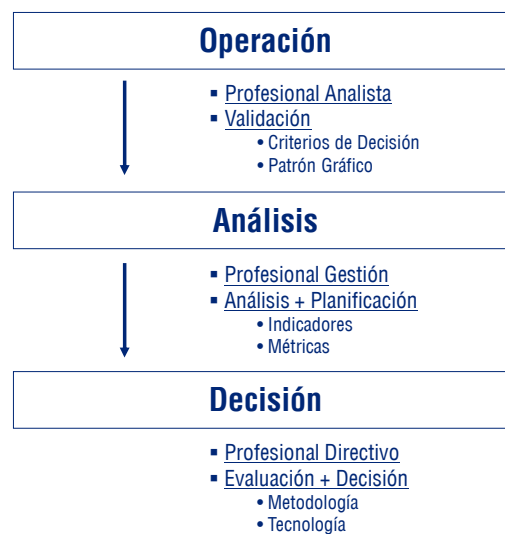 Operación
▪ Profesional Analista
▪ Validación
• Criterios de Decisión
• Patrón Gráfico
Análisis
▪ Profesional Gestión
▪ Análisis + Planificación
• Indicadores
• Métricas
Decisión
▪ Profesional Directivo
▪ Evaluación + Decisión
• Metodología
• Tecnología